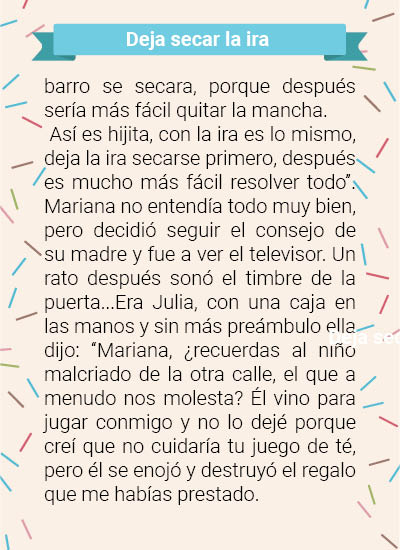 Deja secar la ira
barro se secara, porque después
sería más fácil quitar la mancha.
Así es hijita, con la ira es lo mismo,
deja la ira secarse primero, después
es mucho más fácil resolver todo”.
Mariana no entendía todo muy bien,
pero decidió seguir el consejo de
su madre y fue a ver el televisor. Un
rato después sonó el timbre de la
puerta...Era Julia, con una caja en
las manos y sin más preámbulo ella
Deja sec
dijo: “Mariana, ¿recuerdas al niño
malcriado de la otra calle, el que a
menudo nos molesta? Él vino para
jugar conmigo y no lo dejé porque
creí que no cuidaría tu juego de té,
pero él se enojó y destruyó el regalo
que me habías prestado.